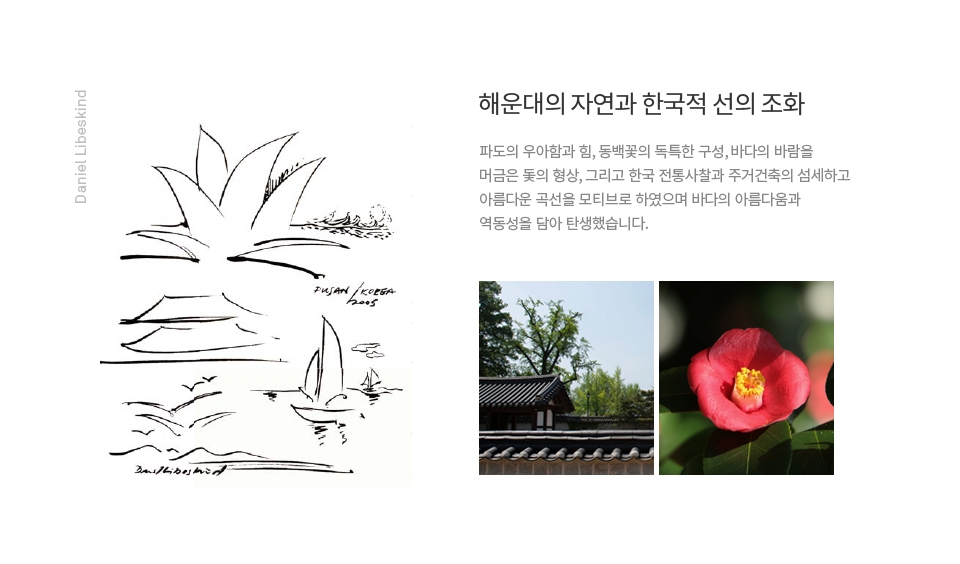 Daniel Libeskind
해운대의 자연과 한국적 선의 조화
파도의 우아함과 힘, 동백꽃의 독특한 구성, 바다의 바람을
머금은 돛의 형상, 그리고 한국 전통사찰과 주거건축의 섬세하고
아름다운 곡선을 모티브로 하였으며 바다의 아름다움과
역동성을 담아 탄생했습니다.
PUSAN / KOREA
2005
Daniel Libeskind